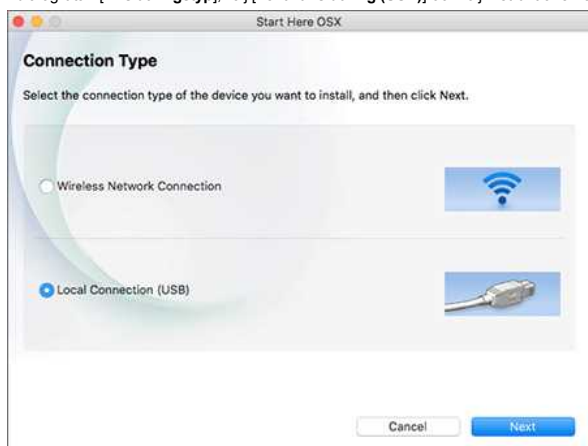 Start Here OSX
Connection Type
Select the connection type of the device you want to install, and then click Next.
Wireless Network Connection
Local Connection (USB)
Cancel Next